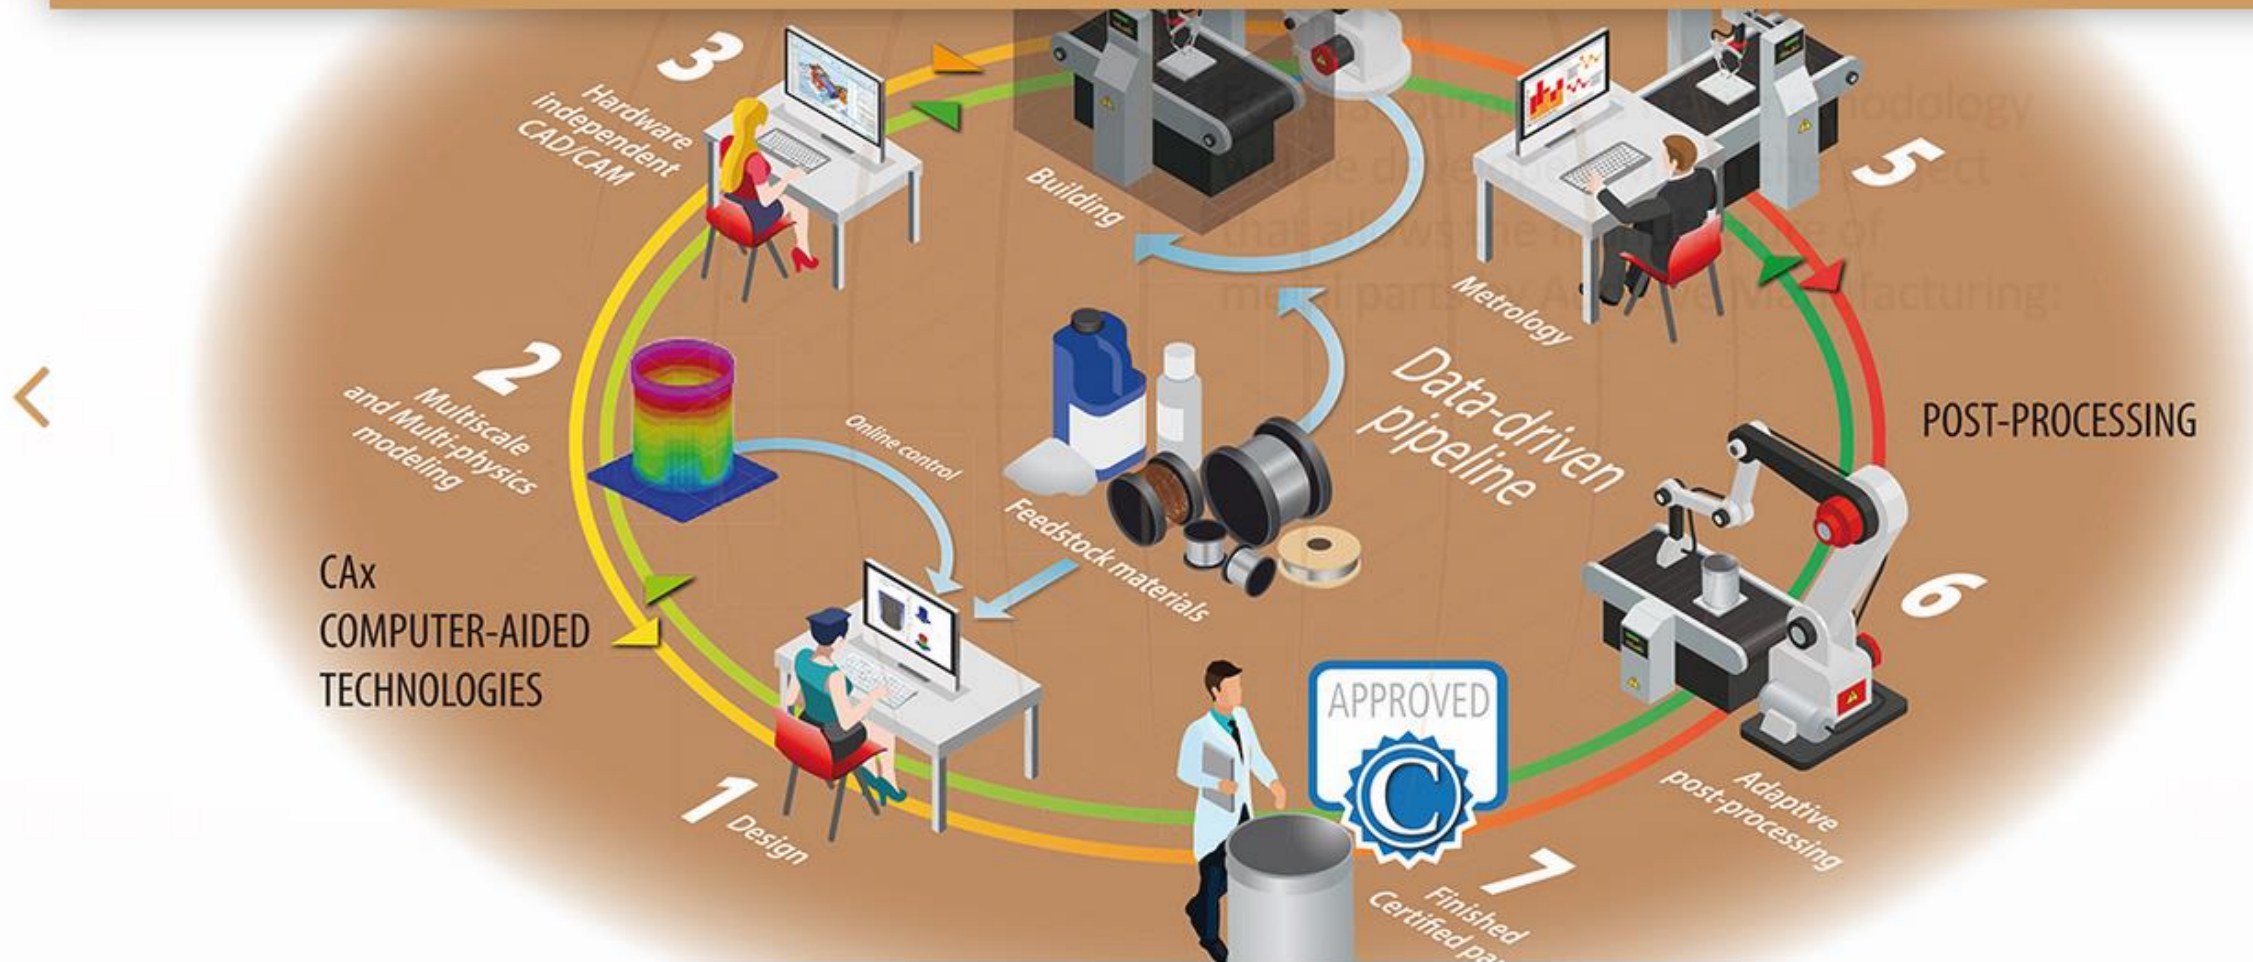 3
Hardware
independent
CAD/CAM
Building
5
Metrology
2
Multiscale
and Multi-physics
modeling
Online control
Data-driven
pipeline
POST-PROCESSING
Feedstock materials
CAx
COMPUTER-AIDED
TECHNOLOGIES
6
APPROVED
C
Adaptive
post-processing
1
Design
7
Finished
Certified